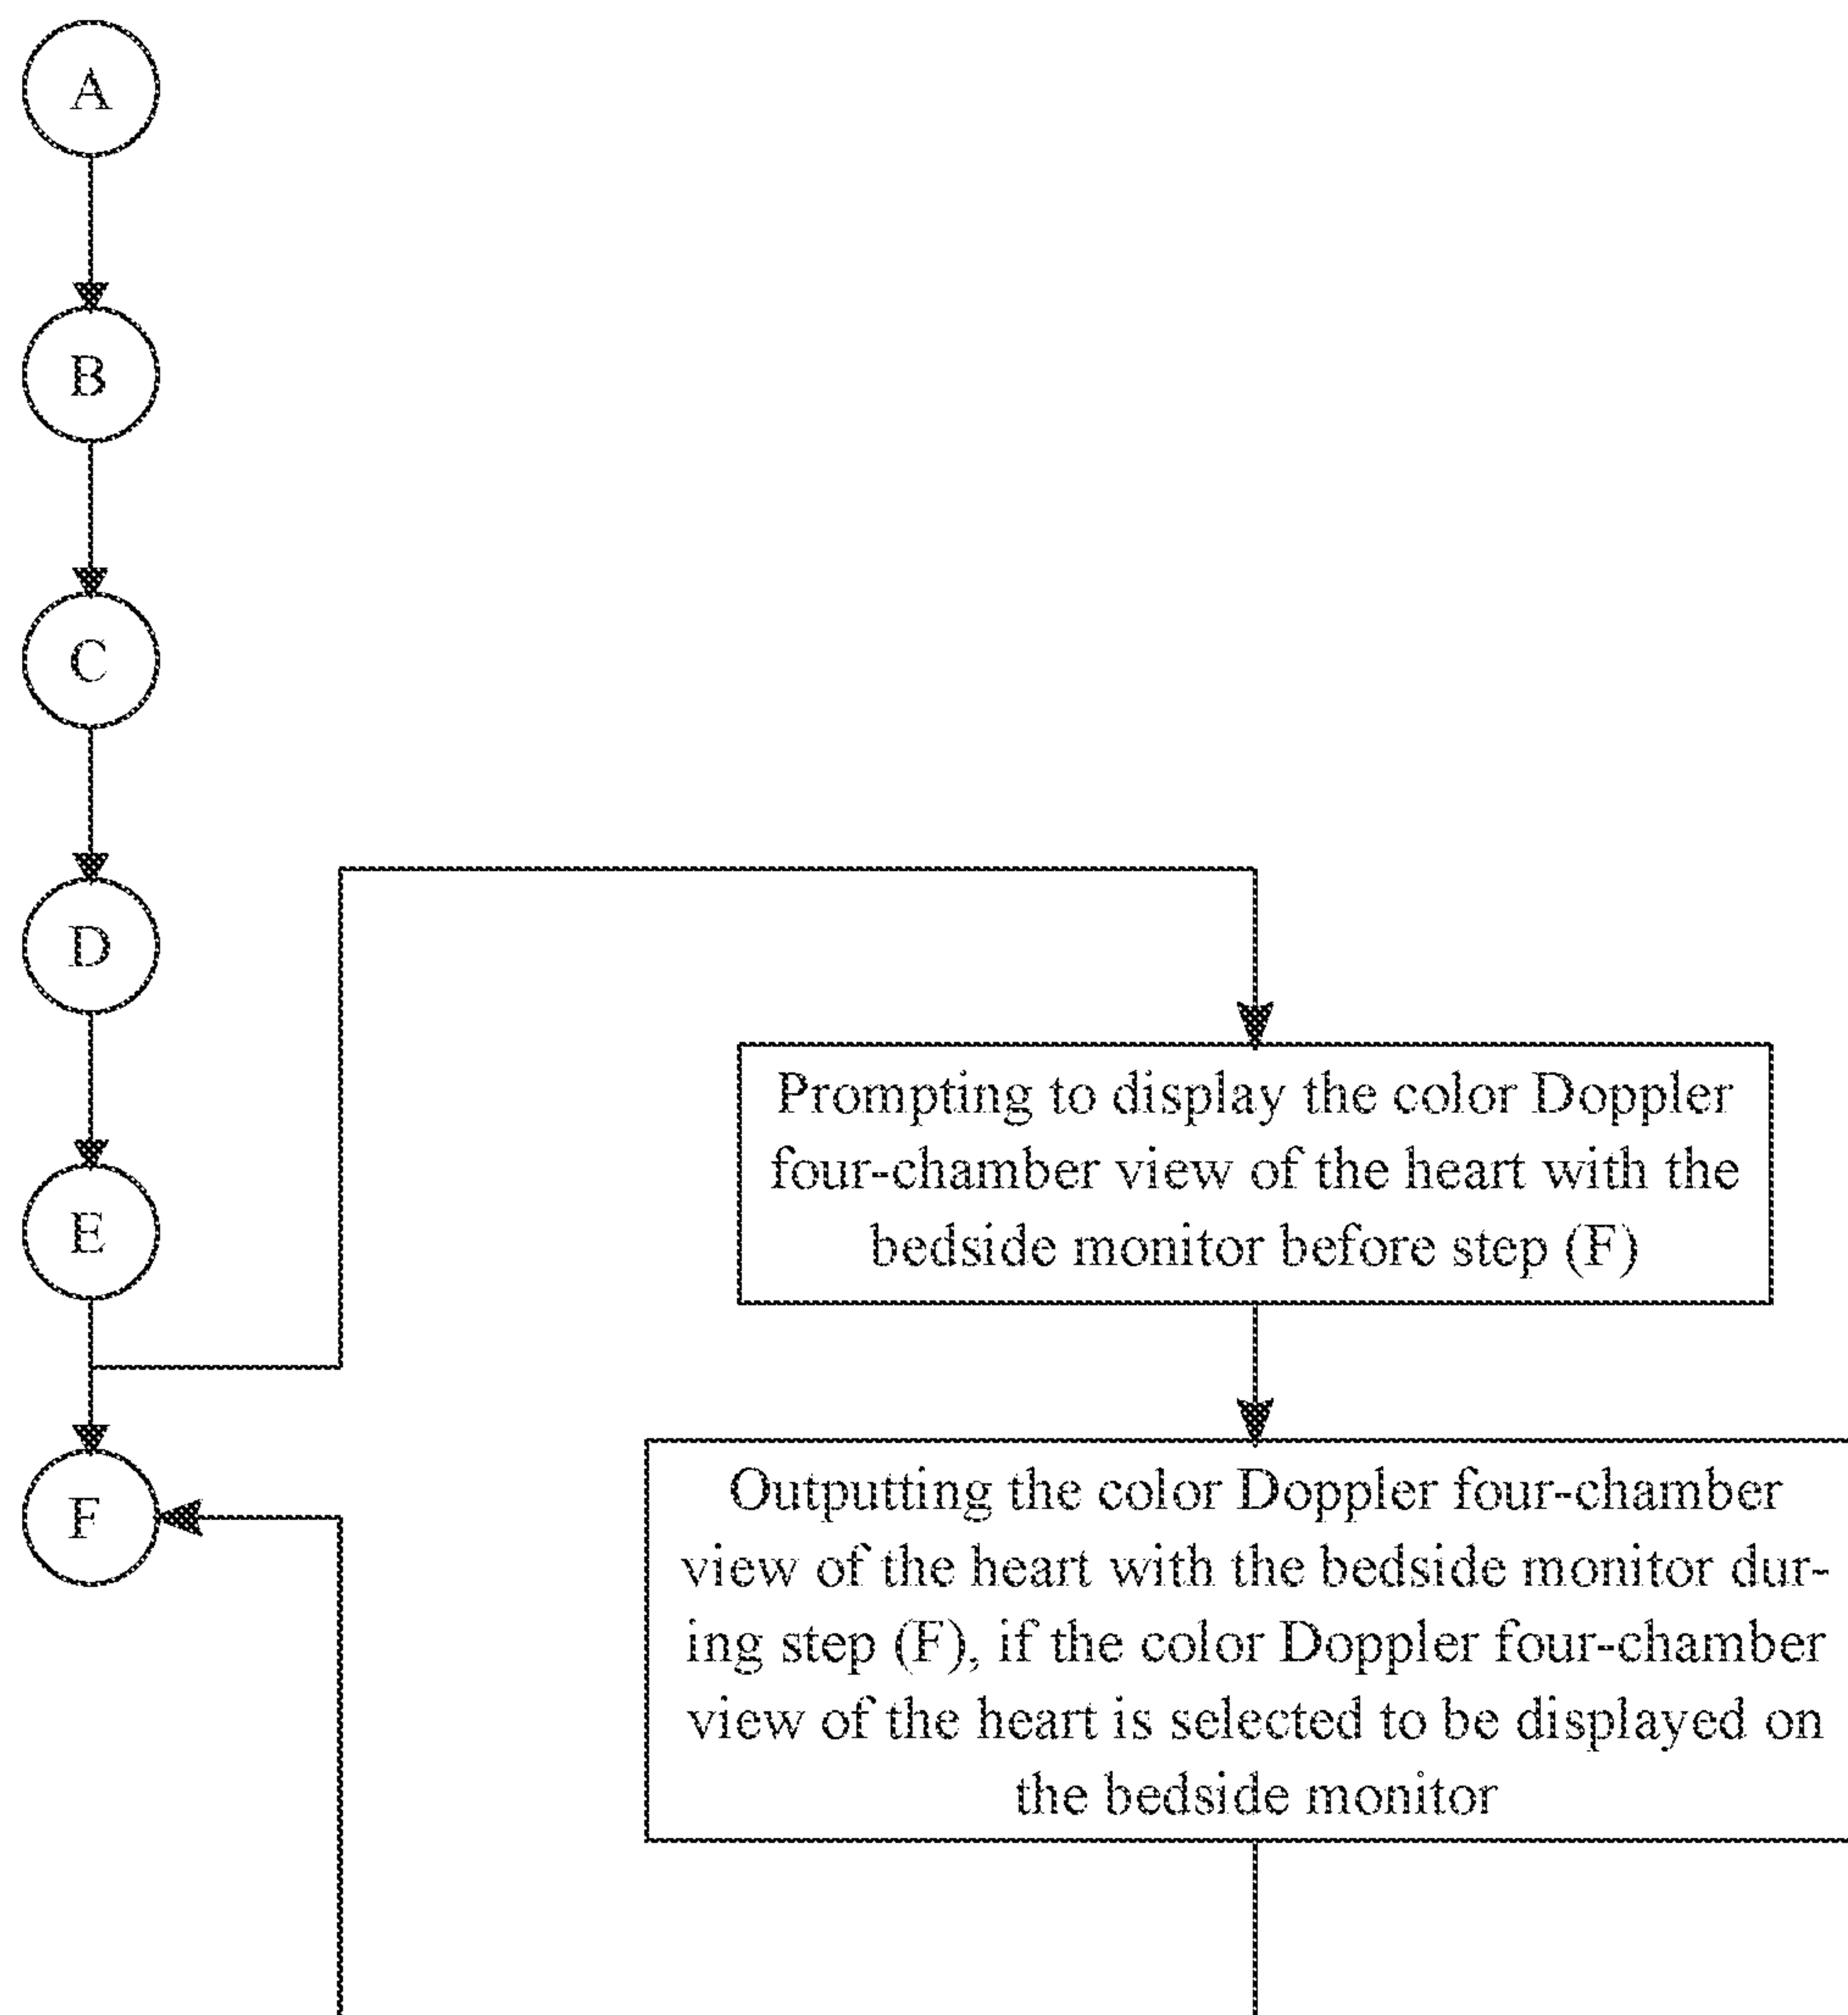 A
B
C
D
E
F
Prompting to display the color Doppler
four-chamber view of the heart with the
bedside monitor before step (F)
Outputting the color Doppler four-chamber
view of the heart with the bedside monitor dur-
ing step (F), if the color Doppler four-chamber
view of the heart is selected to be displayed on
the bedside monitor